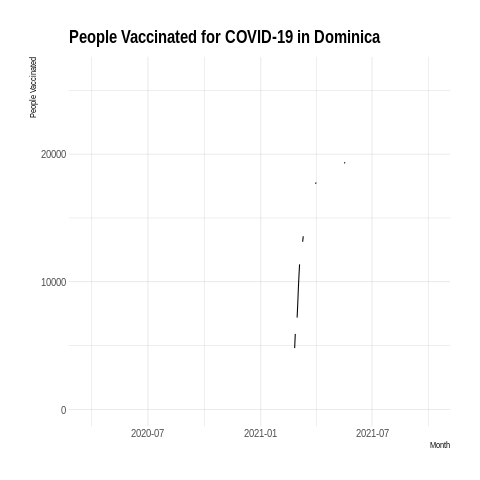 People Vaccinated for COVID-19 in Dominica
People Vaccinated
20000
10000
0
2020-07
2021-01
2021-07
Month